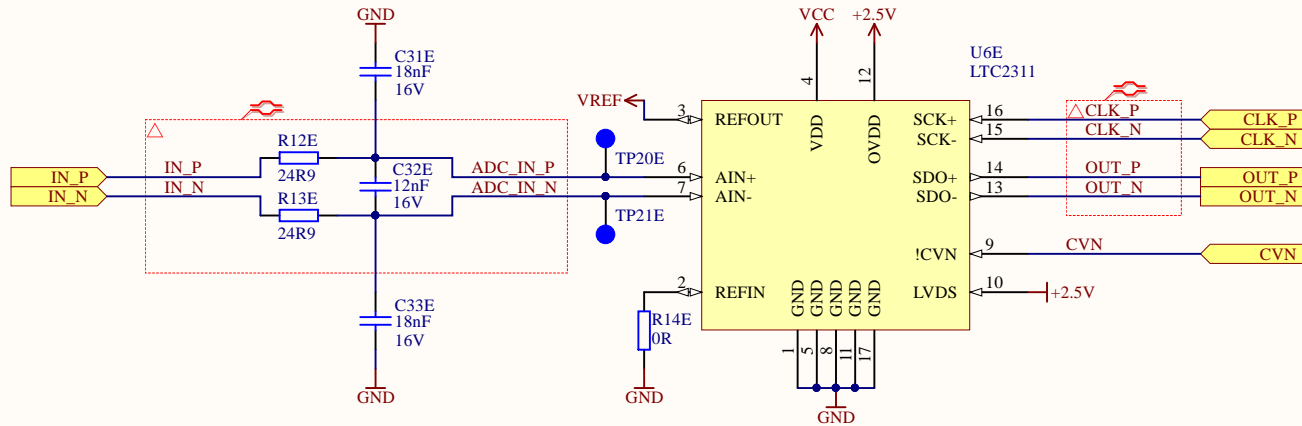 GND
C31E
18nF
16V
R12E
24R9
IN_P
IN_P
IN_N
IN_N
C32E
12nF
16V
R13E
24R9
ADC_IN_P
ADC_IN_N
C33E
18nF
16V
GND
VREF
TP20E
TP21E
R14E
0R
GND
VCC
+2.5V
4
12
U6E
LTC2311
3
REFOUT
VDD
OVDD
6
AIN+
7
AIN-
2
REFIN
SCK+
16
SCK-
15
SDO+
14
SDO-
13
!CVN
9
LVDS
10
GND
GND
GND
GND
GND
1
5
8
11
17
GND
CLK_P
CLK_P
CLK_N
CLK_N
OUT_P
OUT_P
OUT_N
OUT_N
CVN
CVN
+2.5V